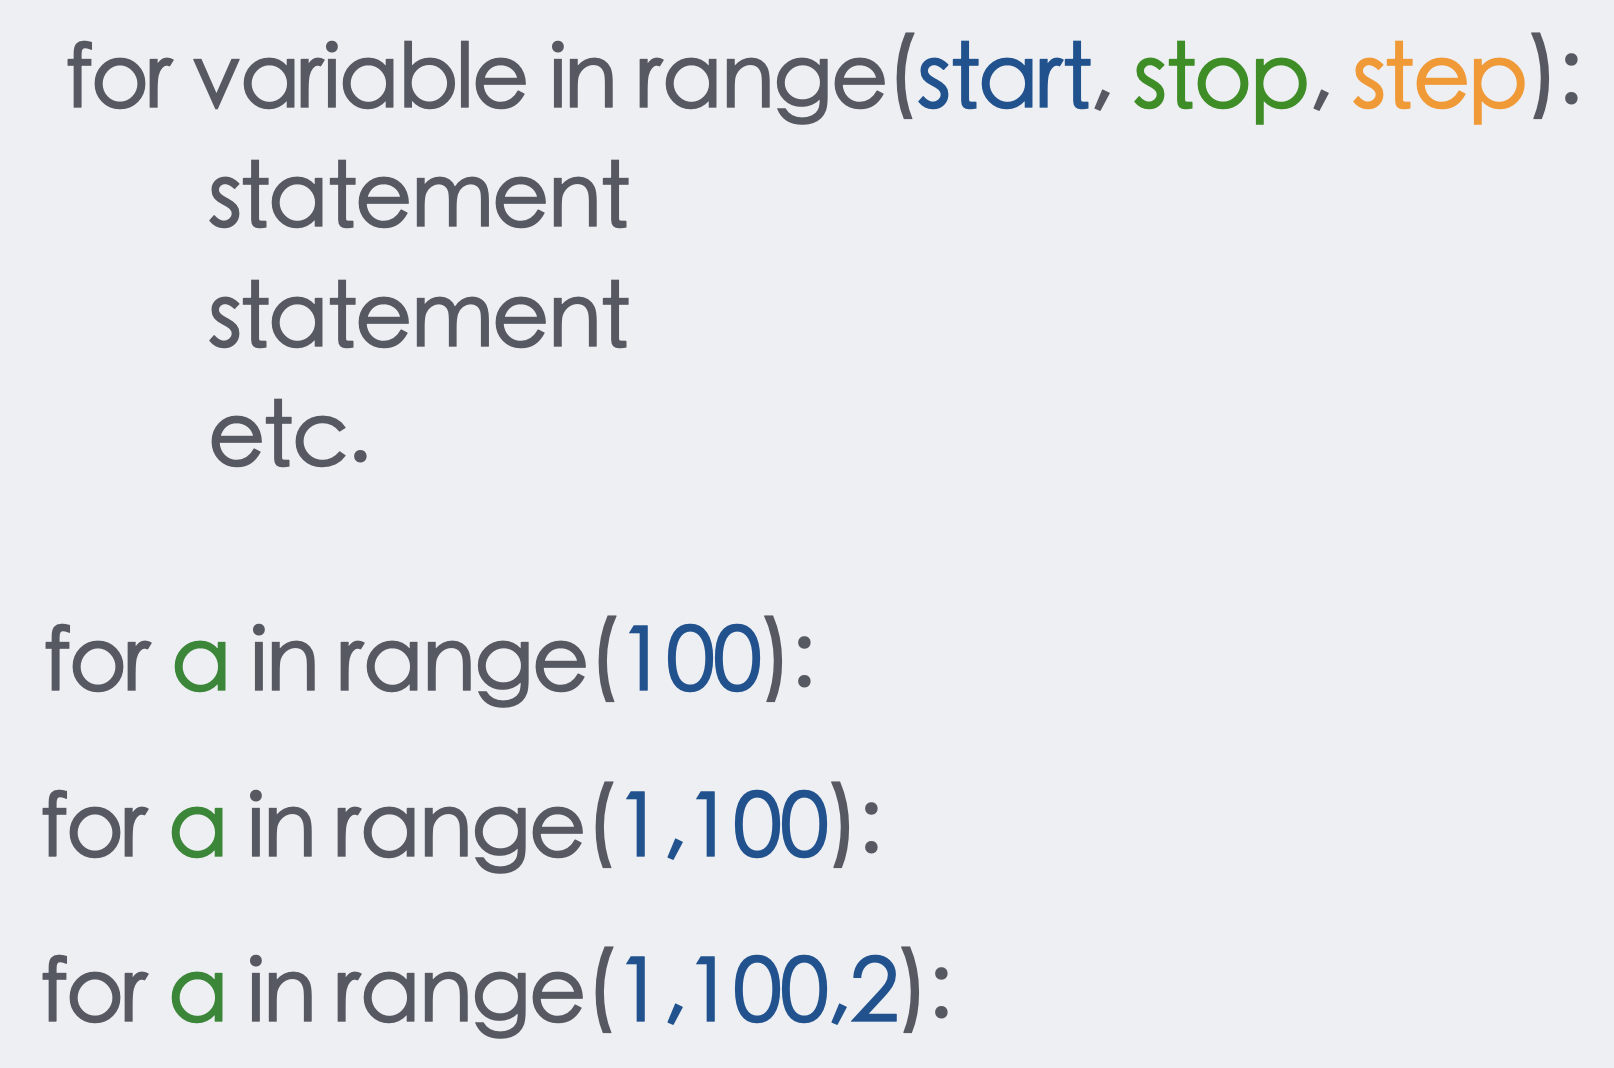 for variable in range(start, stop, step):
statement
statement
etc.
for a in range(100):
for a in range(1,100):
for a in range(1,100,2):